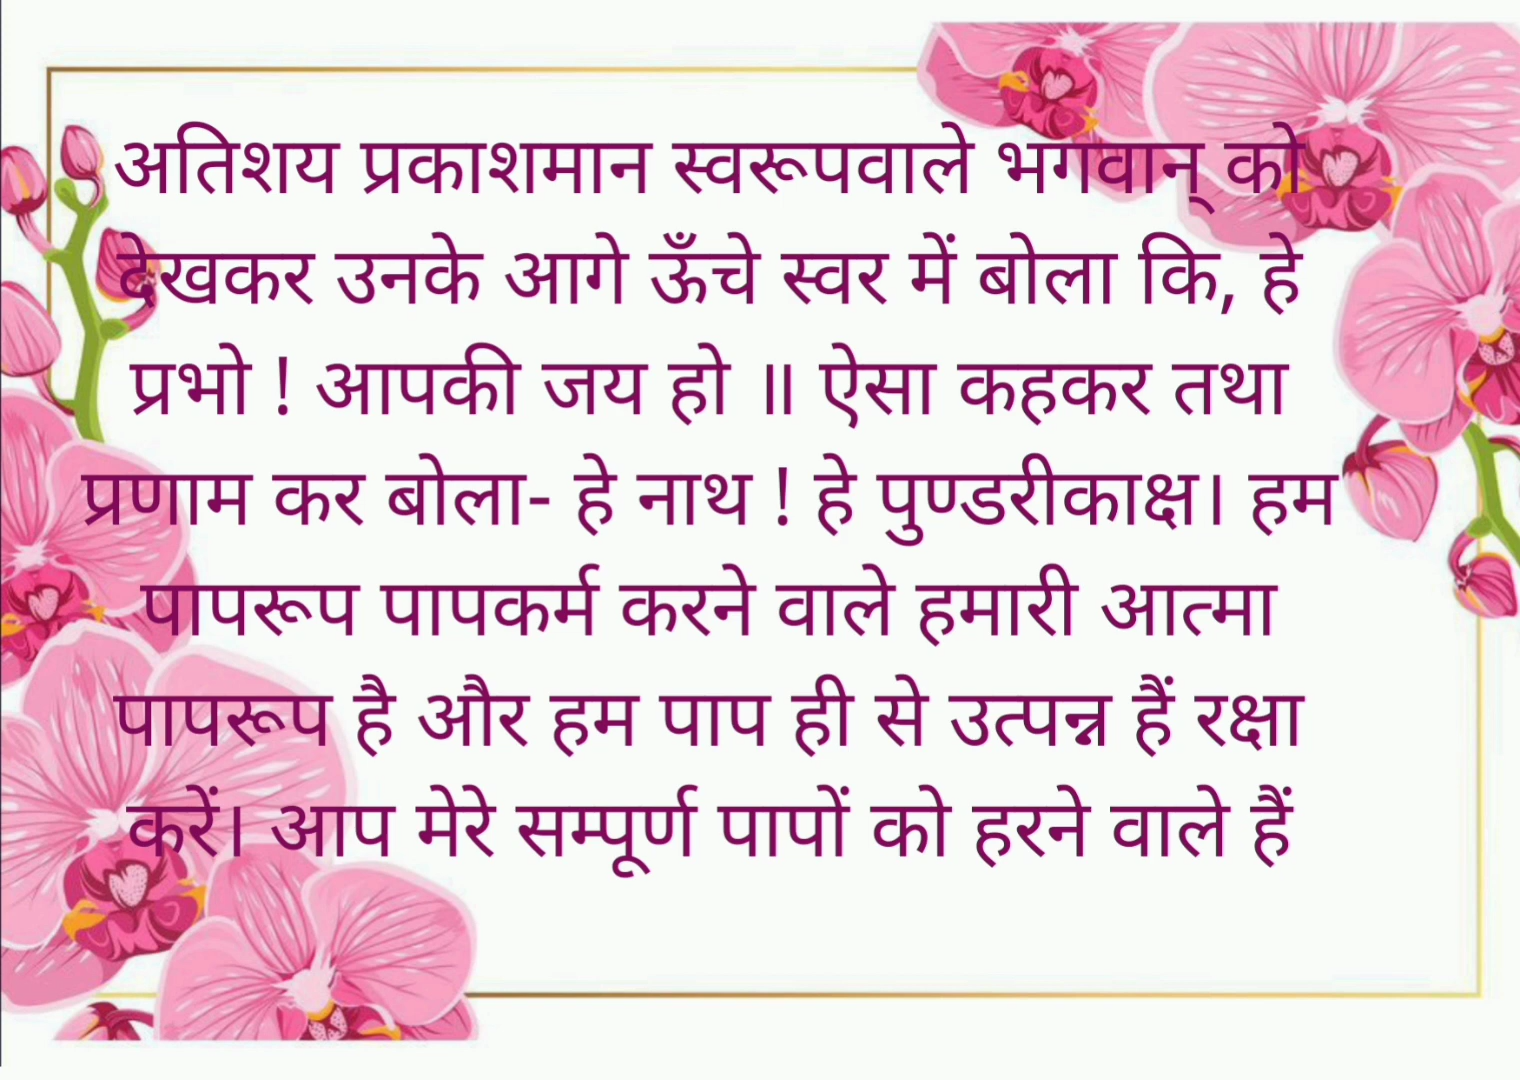 अतिशय प्रकाशमान स्वरूपवाले भगवान् को
देखकर उनके आगे ऊँचे स्वर में बोला कि, हे
प्रभो ! आपकी जय हो ॥ ऐसा कहकर तथा
प्रणाम कर बोला- हे नाथ ! हे पुण्डरीकाक्ष। हम
पापरूप पापकर्म करने वाले हमारी आत्मा
पापरूप है और हम पाप ही से उत्पन्न हैं रक्षा
करें। आप मेरे सम्पूर्ण पापों को हरने वाले हैं